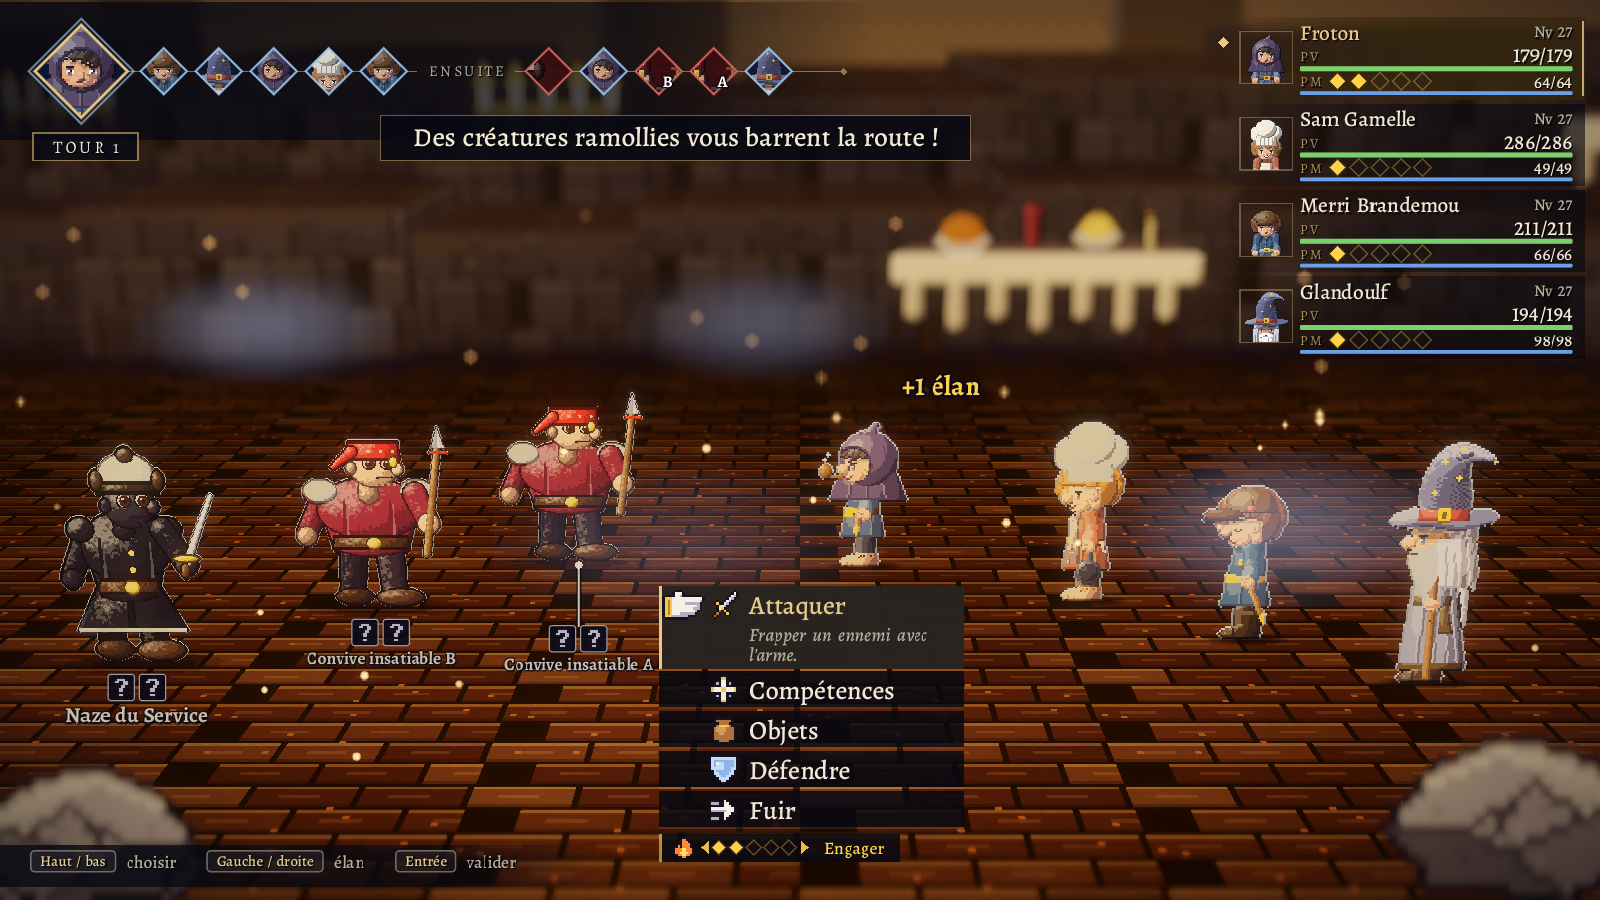 ENSUITE
B
A
TOUR 1
Des créatures ramollies vous barrent la route !
Froton
Nv 27
PV
179/179
PM
64/64
Sam Gamelle
Nv 27
PV
286/286
PM
49/49
Merri Brandemou
Nv 27
PV
211/211
PM
66/66
Glandoulf
Nv 27
PV
194/194
PM
98/98
+1 élan
? ?
Naze du Service
? ?
Convive insatiable B
? ?
Convive insatiable A
Attaquer
Frapper un ennemi avec
l'arme.
Compétences
Objets
Défendre
Fuir
Engager
Haut / bas choisir Gauche / droite élan Entrée valider